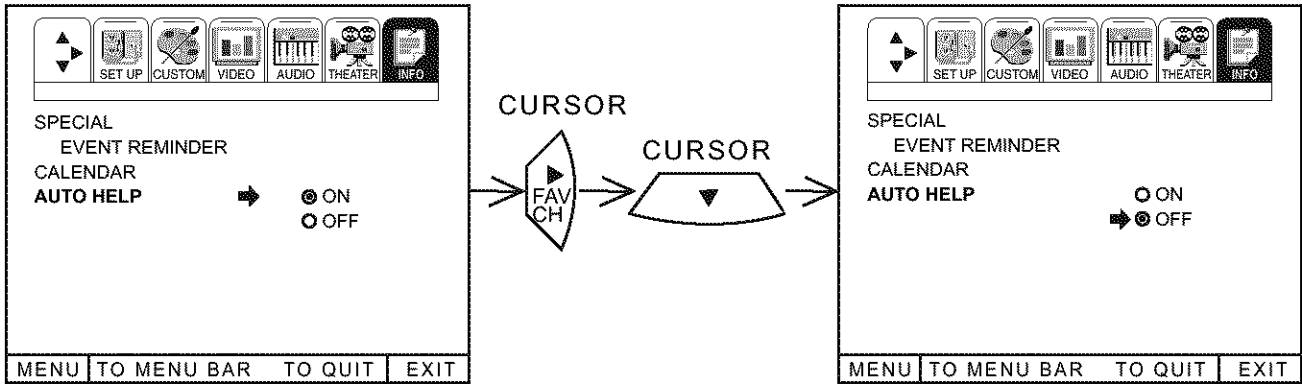 SET UP CUSTOM VIDEO AUDIO THEATER INFO
SPECIAL
EVENT REMINDER
CALENDAR
AUTO HELP ON
OFF
MENU TO MENU BAR TO QUIT EXIT
CURSOR
FAV
CH
CURSOR
SET UP CUSTOM VIDEO AUDIO THEATER INFO
SPECIAL
EVENT REMINDER
CALENDAR
AUTO HELP ON
OFF
MENU TO MENU BAR TO QUIT EXIT